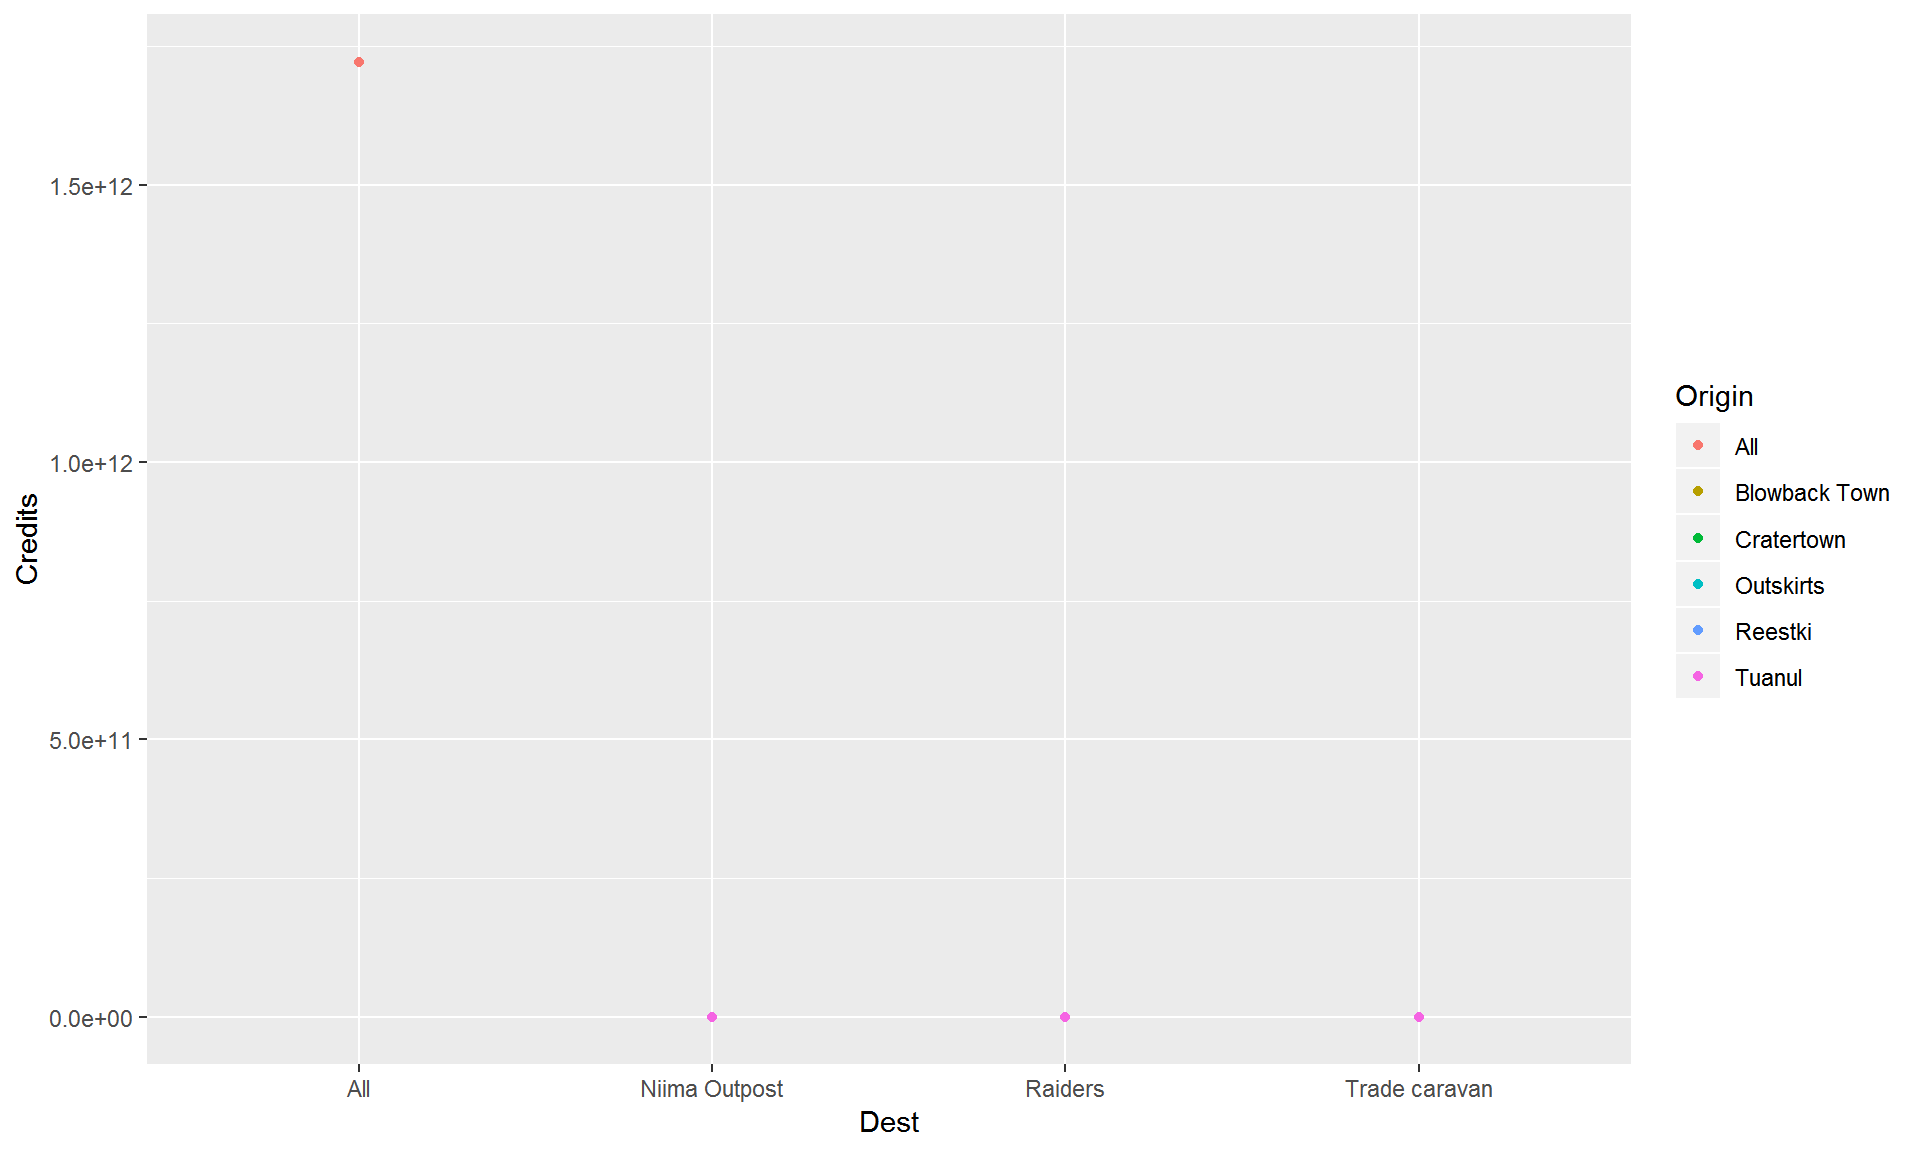 1.5e+12
1.0e+12
5.0e+11
0.0e+00
Credits
All
Niima Outpost
Raiders
Trade caravan
Dest
Origin
All
Blowback Town
Cratertown
Outskirts
Reestki
Tuanul